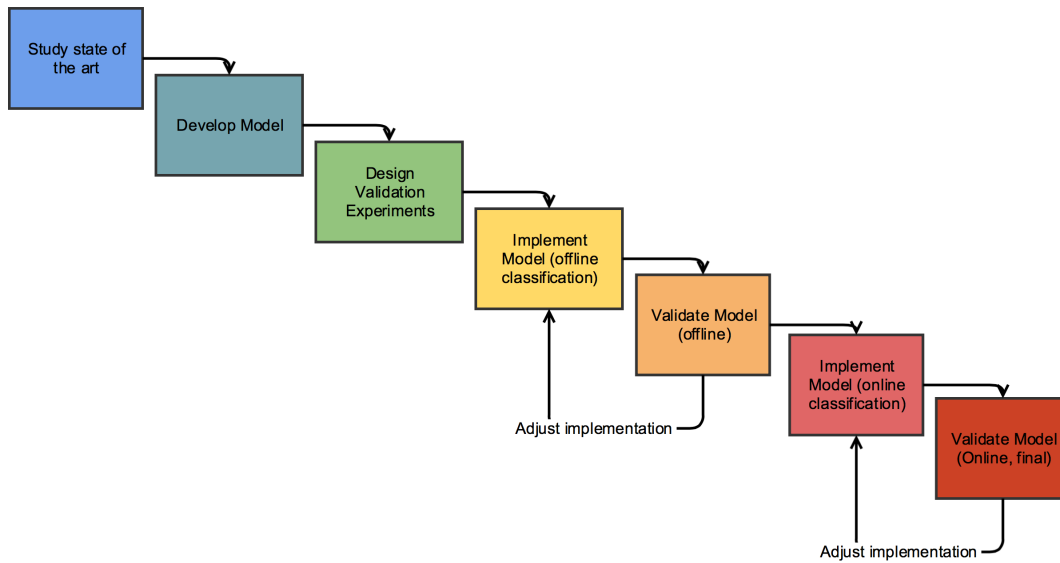 Study state of
the art
Develop Model
Design
Validation
Experiments
Implement
Model (offline
classification)
Validate Model
(offline)
Adjust implementation
Implement
Model (online
classification)
Validate Model
(Online, final)
Adjust implementation